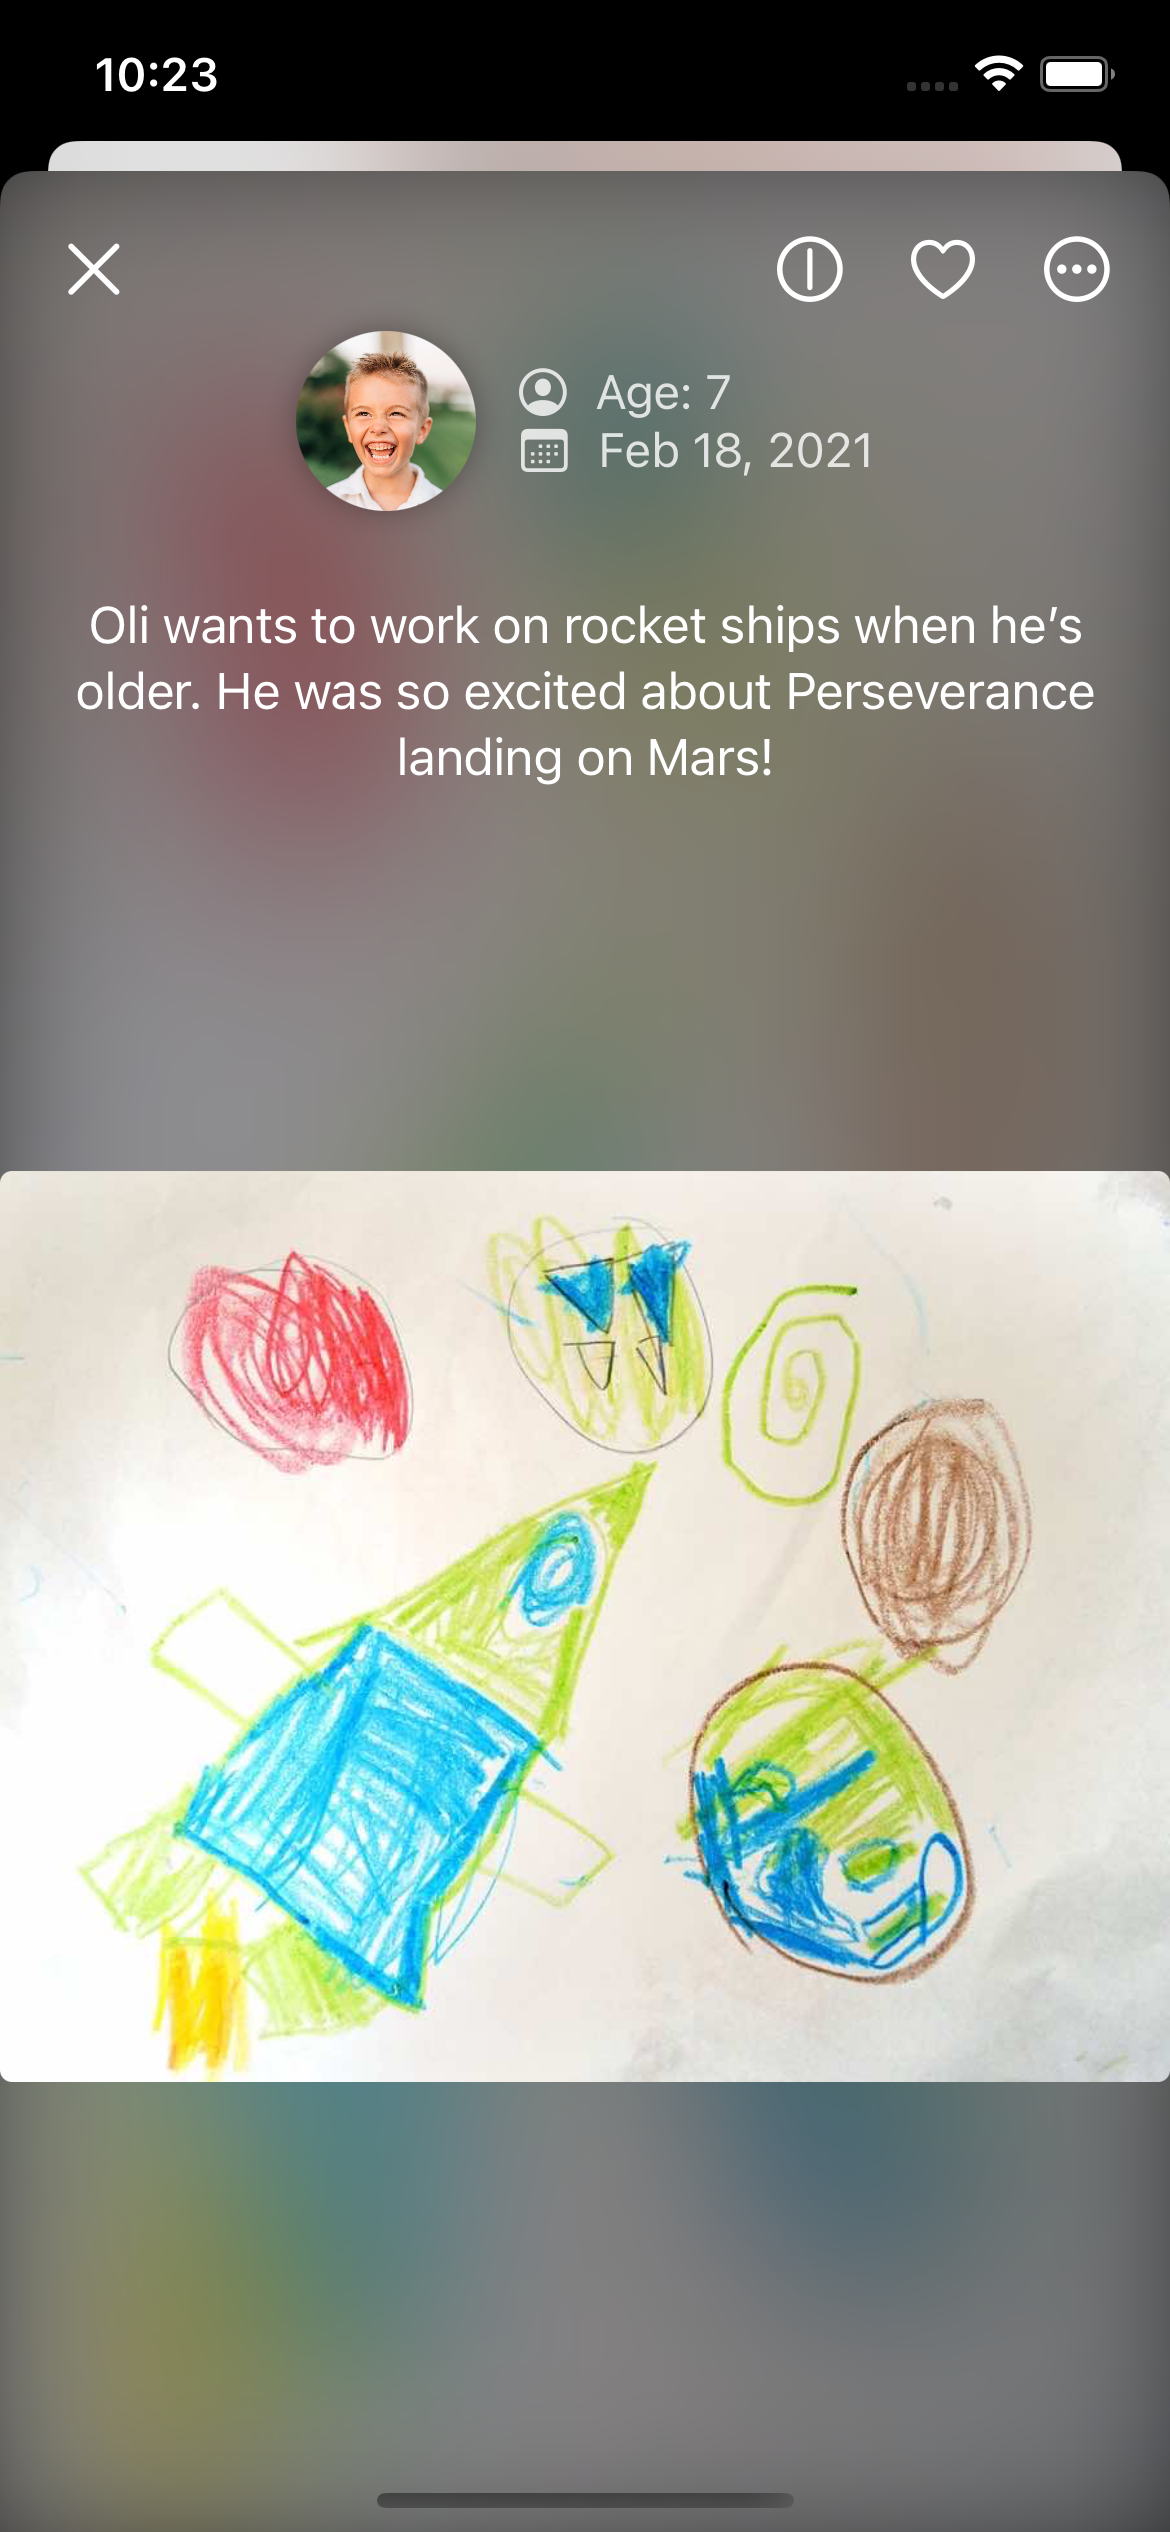 10:23
Age: 7
Feb 18, 2021
Oli wants to work on rocket ships when he’s
older. He was so excited about Perseverance
landing on Mars!